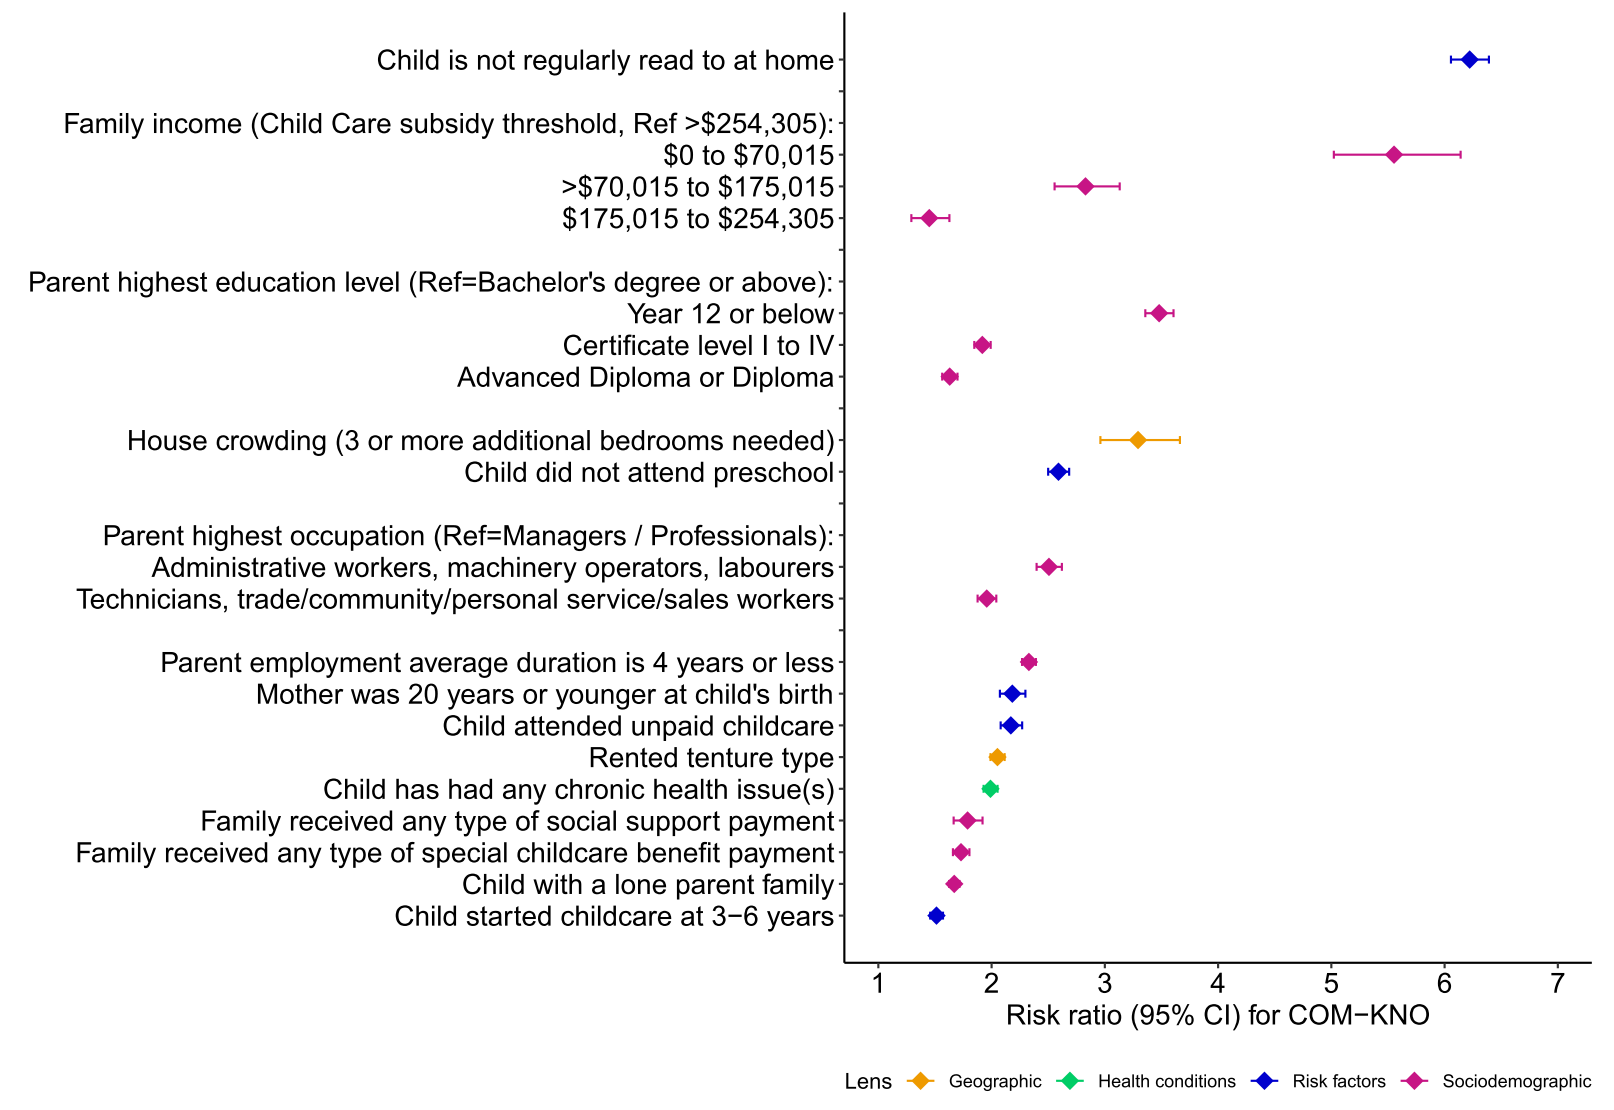 Child is not regularly read to at home
Family income (Child Care subsidy threshold, Ref >$254,305):
$0 to $70,015
>$70,015 to $175,015
$175,015 to $254,305
Parent highest education level (Ref=Bachelor's degree or above):
Year 12 or below
Certificate level I to IV
Advanced Diploma or Diploma
House crowding (3 or more additional bedrooms needed)
Child did not attend preschool
Parent highest occupation (Ref=Managers / Professionals):
Administrative workers, machinery operators, labourers
Technicians, trade/community/personal service/sales workers
Parent employment average duration is 4 years or less
Mother was 20 years or younger at child's birth
Child attended unpaid childcare
Rented tenture type
Child has had any chronic health issue(s)
Family received any type of social support payment
Family received any type of special childcare benefit payment
Child with a lone parent family
Child started childcare at 3−6 years
1 2 3 4 5 6 7
Risk ratio (95% CI) for COM−KNO
Lens Geographic Health conditions Risk factors Sociodemographic